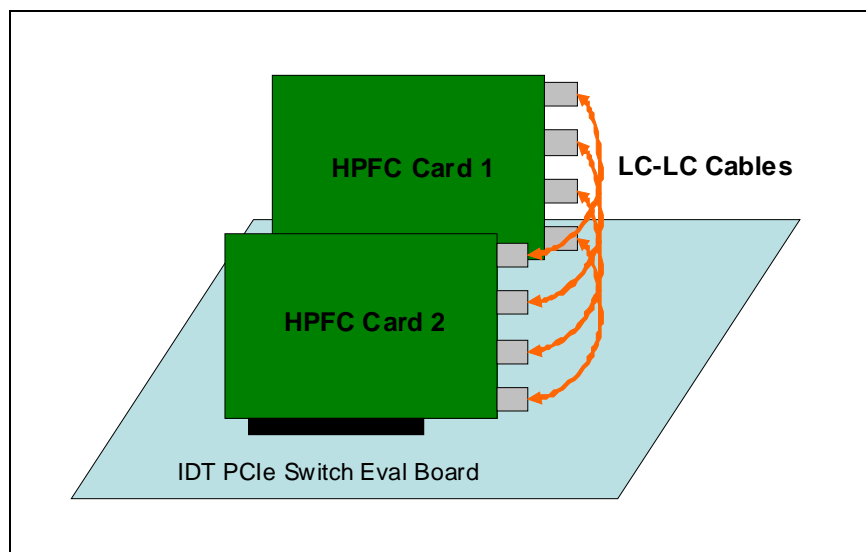 HPFC Card 1
LC-LC Cables
HPFC Card 2
IDT PCIe Switch Eval Board